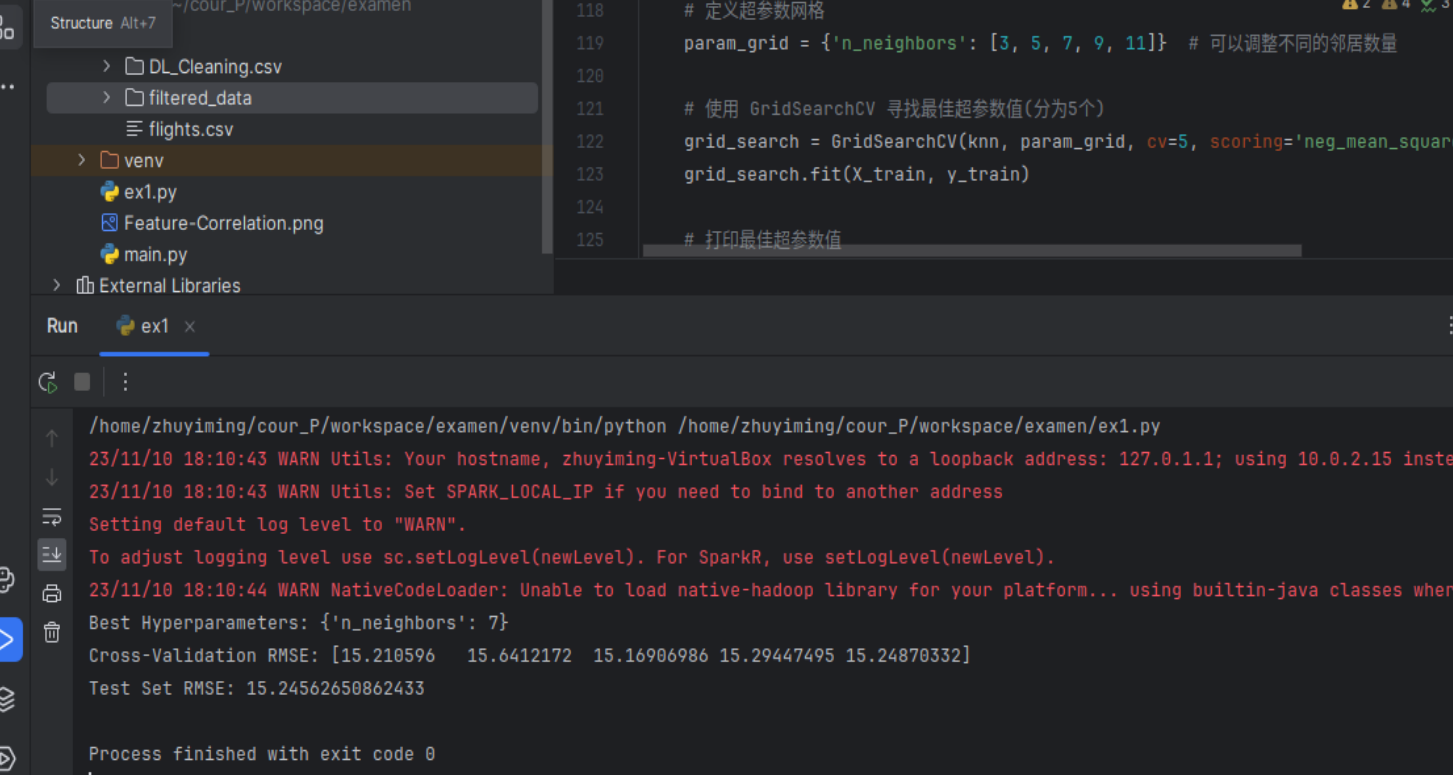 ~/cour_P/workspace/examen
Structure Alt+7
DL_Cleaning.csv
filtered_data
flights.csv
venv
ex1.py
Feature-Correlation.png
main.py
External Libraries
2 4 3
118 # 定义超参数网格
119 param_grid = {'n_neighbors': [3, 5, 7, 9, 11]} # 可以调整不同的邻居数量
120
121 # 使用 GridSearchCV 寻找最佳超参数值(分为5个)
122 grid_search = GridSearchCV(knn, param_grid, cv=5, scoring='neg_mean_squar
123 grid_search.fit(X_train, y_train)
124
125 # 打印最佳超参数值
Run ex1
/home/zhuyiming/cour_P/workspace/examen/venv/bin/python /home/zhuyiming/cour_P/workspace/examen/ex1.py
23/11/10 18:10:43 WARN Utils: Your hostname, zhuyiming-VirtualBox resolves to a loopback address: 127.0.1.1; using 10.0.2.15 inste
23/11/10 18:10:43 WARN Utils: Set SPARK_LOCAL_IP if you need to bind to another address
Setting default log level to "WARN".
To adjust logging level use sc.setLogLevel(newLevel). For SparkR, use setLogLevel(newLevel).
23/11/10 18:10:44 WARN NativeCodeLoader: Unable to load native-hadoop library for your platform... using builtin-java classes wher
Best Hyperparameters: {'n_neighbors': 7}
Cross-Validation RMSE: [15.210596   15.6412172  15.16906986 15.29447495 15.24870332]
Test Set RMSE: 15.24562650862433
Process finished with exit code 0